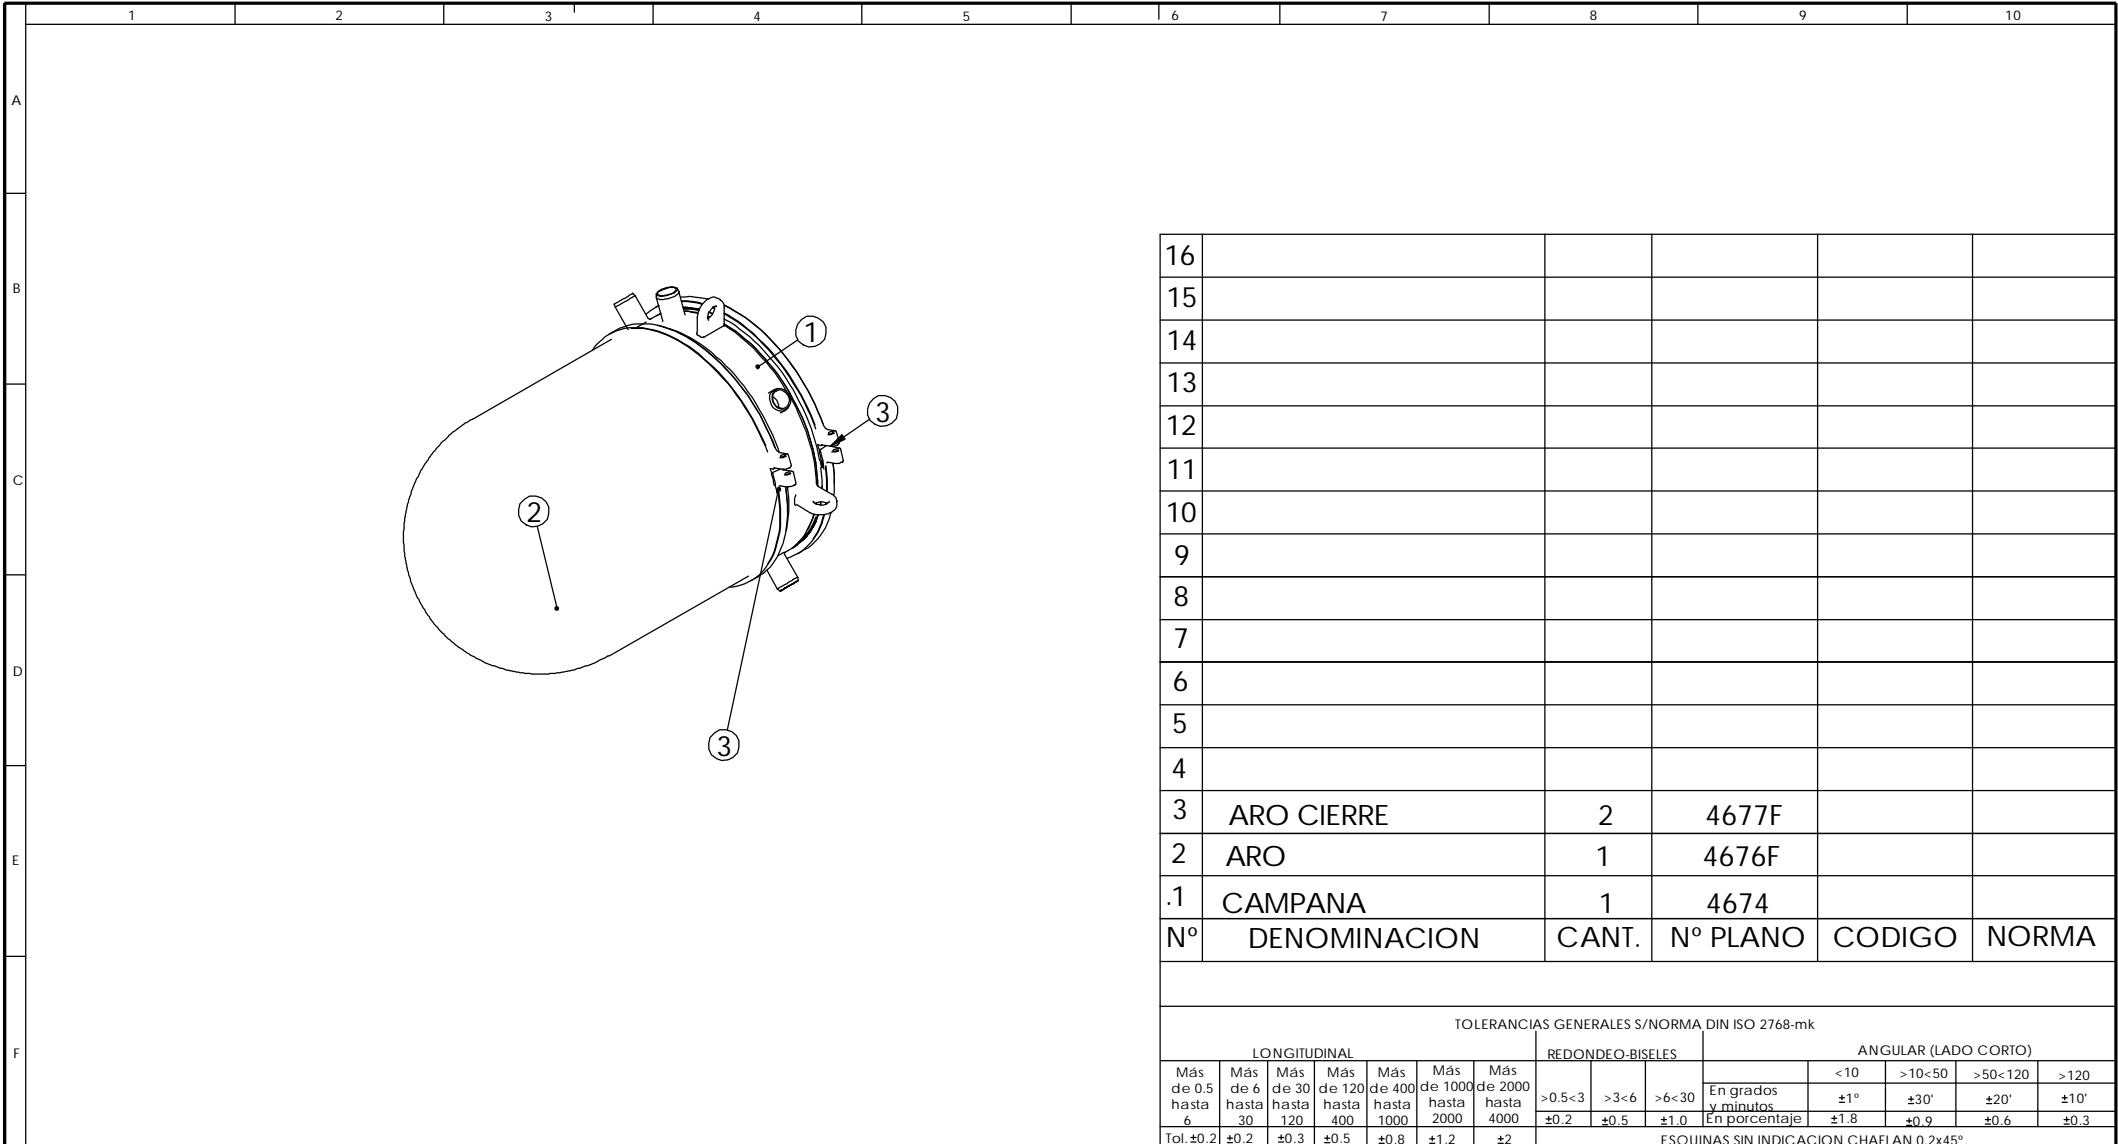 1 2 3 4 5 6 7 8 9 10
A
B
C
D
E
F
1
3
2
3
16
15
14
13
12
11
10
9
8
7
6
5
4
3 ARO CIERRE 2 4677F
2 ARO 1 4676F
.1 CAMPANA 1 4674
Nº DENOMINACION CANT. Nº PLANO CODIGO NORMA
TOLERANCIAS GENERALES S/NORMA DIN ISO 2768-mk
LONGITUDINAL REDONDEO-BISELES ANGULAR (LADO CORTO)
Más de 0.5 hasta 6
Más de 6 hasta 30
Más de 30 hasta 120
Más de 120 hasta 400
Más de 400 hasta 1000
Más de 1000 hasta 2000
Más de 2000 hasta 4000
>0.5<3 >3<6 >6<30
<10 >10<50 >50<120 >120
En grados y minutos ±1º ±30' ±20' ±10'
±0.2 ±0.5 ±1.0
En porcentaje ±1.8 ±0.9 ±0.6 ±0.3
Tol. ±0.2 ±0.2 ±0.3 ±0.5 ±0.8 ±1.2 ±2
ESQUINAS SIN INDICACION CHAFLAN 0.2x45º